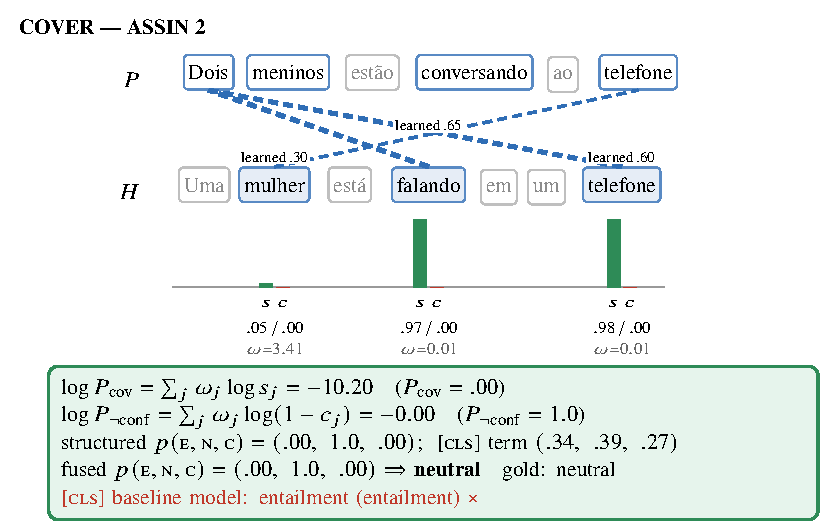 COVER — ASSIN 2
P Dois meninos estão conversando ao telefone
learned .65
learned .30 learned .60
H Uma mulher está falando em um telefone
s c s c s c
.05 / .00 .97 / .00 .98 / .00
ω=3.41 ω=0.01 ω=0.01
log P_cov = ∑_j ω_j log s_j = −10.20 (P_cov = .00)
log P_¬conf = ∑_j ω_j log(1 − c_j) = −0.00 (P_¬conf = 1.0)
structured p(E, N, C) = (.00, 1.0, .00); [CLS] term (.34, .39, .27)
fused p(E, N, C) = (.00, 1.0, .00) ⟹ neutral gold: neutral
[CLS] baseline model: entailment (entailment) ×